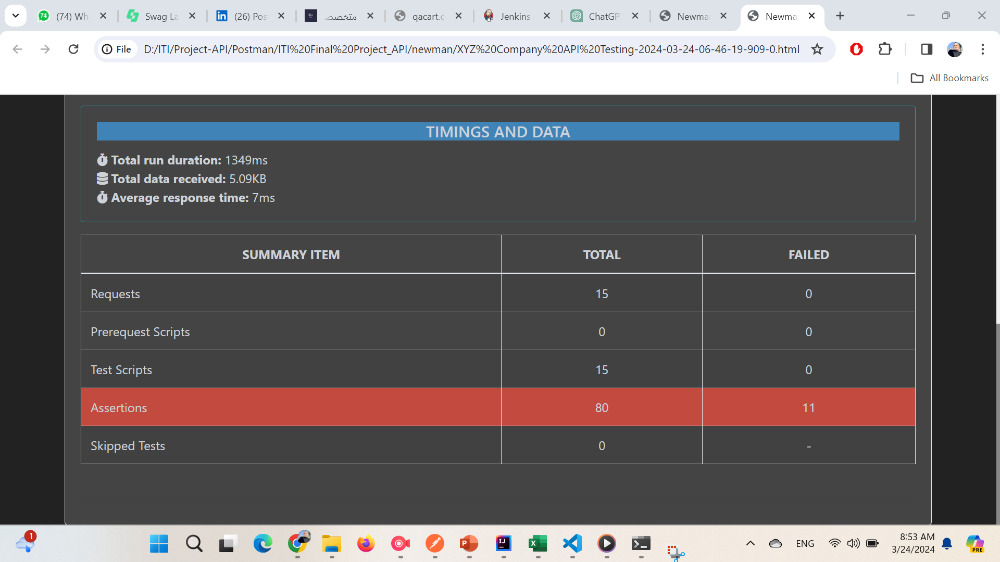 74
(74) Wh
Swag La
(26) Pos
متخصص
qacart.c
Jenkins
ChatGP
Newma
Newma
File
D:/ITI/Project-API/Postman/ITI%20Final%20Project_API/newman/XYZ%20Company%20API%20Testing-2024-03-24-06-46-19-909-0.html
All Bookmarks
TIMINGS AND DATA
Total run duration: 1349ms
Total data received: 5.09KB
Average response time: 7ms
SUMMARY ITEM TOTAL FAILED
Requests 15 0
Prerequest Scripts 0 0
Test Scripts 15 0
Assertions 80 11
Skipped Tests 0 -
1
P
IJ
X
ENG
8:53 AM
3/24/2024
PRE